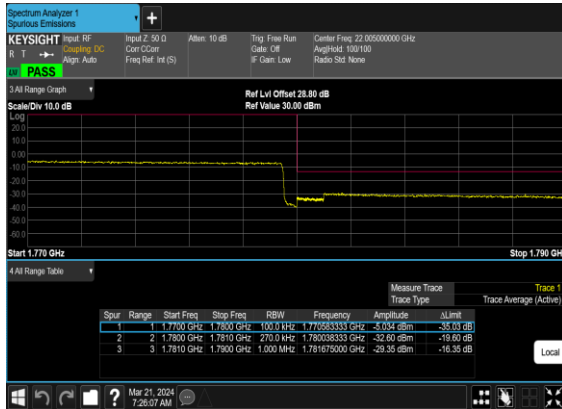 Spectrum Analyzer 1
Spurious Emissions
+
KEYSIGHT
R T
LU PASS
Input: RF
Coupling: DC
Align: Auto
Input Z: 50 Ω
Corr CCorr
Freq Ref: Int (S)
Atten: 10 dB
Trig: Free Run
Gate: Off
IF Gain: Low
Center Freq: 22.005000000 GHz
Avg|Hold: 100/100
Radio Std: None
3 All Range Graph
Scale/Div 10.0 dB
Ref Lvl Offset 28.80 dB
Ref Value 30.00 dBm
Log
20.0
10.0
0.00
-10.0
-20.0
-30.0
-40.0
-50.0
-60.0
Start 1.770 GHz
Stop 1.790 GH
4 All Range Table
Measure Trace Trace 1
Trace Type Trace Average (Active)
Spur Range Start Freq Stop Freq RBW Frequency Amplitude ΔLimit
1 1 1.7700 GHz 1.7800 GHz 100.0 kHz 1.770583333 GHz -5.034 dBm -35.03 dB
2 2 1.7800 GHz 1.7810 GHz 270.0 kHz 1.780038333 GHz -32.60 dBm -19.60 dB
3 3 1.7810 GHz 1.7900 GHz 1.000 MHz 1.781675000 GHz -29.35 dBm -16.35 dB
Local
?
Mar 21, 2024
7:26:07 AM